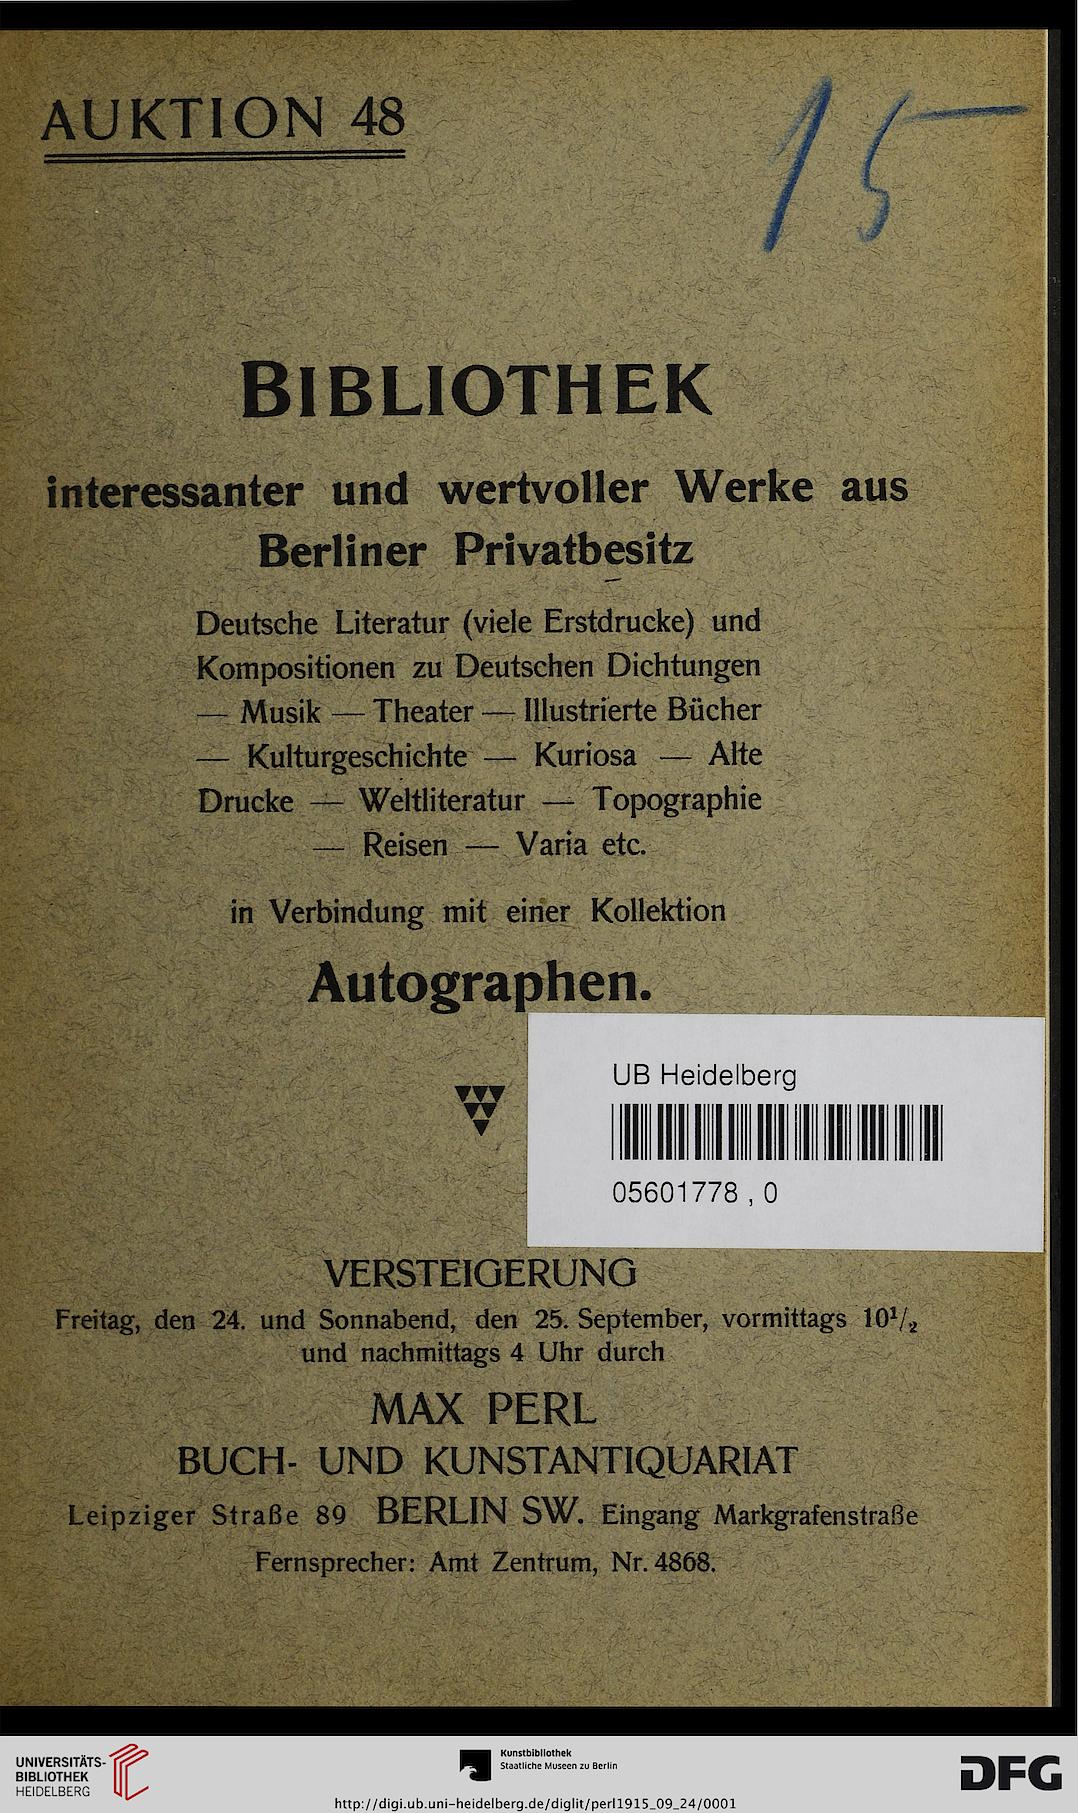 AUKTION 48
15
BIBLIOTHEK
interessanter und wertvoller Werke aus
Berliner Privatbesitz
Deutsche Literatur (viele Erstdrucke) und
Kompositionen zu Deutschen Dichtungen
— Musik — Theater — Illustrierte Bücher
— Kulturgeschichte — Kuriosa — Alte
Drucke — Weltliteratur — Topographie
— Reisen — Varia etc.
in Verbindung mit einer Kollektion
Autographen.
UB Heidelberg
05601778 , 0
VERSTEIGERUNG
Freitag, den 24. und Sonnabend, den 25. September, vormittags 10¹/₂
und nachmittags 4 Uhr durch
MAX PERL
BUCH- UND KUNSTANTIQUARIAT
Leipziger Straße 89 BERLIN SW. Eingang Markgrafenstraße
Fernsprecher: Amt Zentrum, Nr. 4868.
UNIVERSITÄTS-
BIBLIOTHEK
HEIDELBERG
Kunstbibliothek
Staatliche Museen zu Berlin
http://digi.ub.uni-heidelberg.de/diglit/perl1915_09_24/0001
DFG